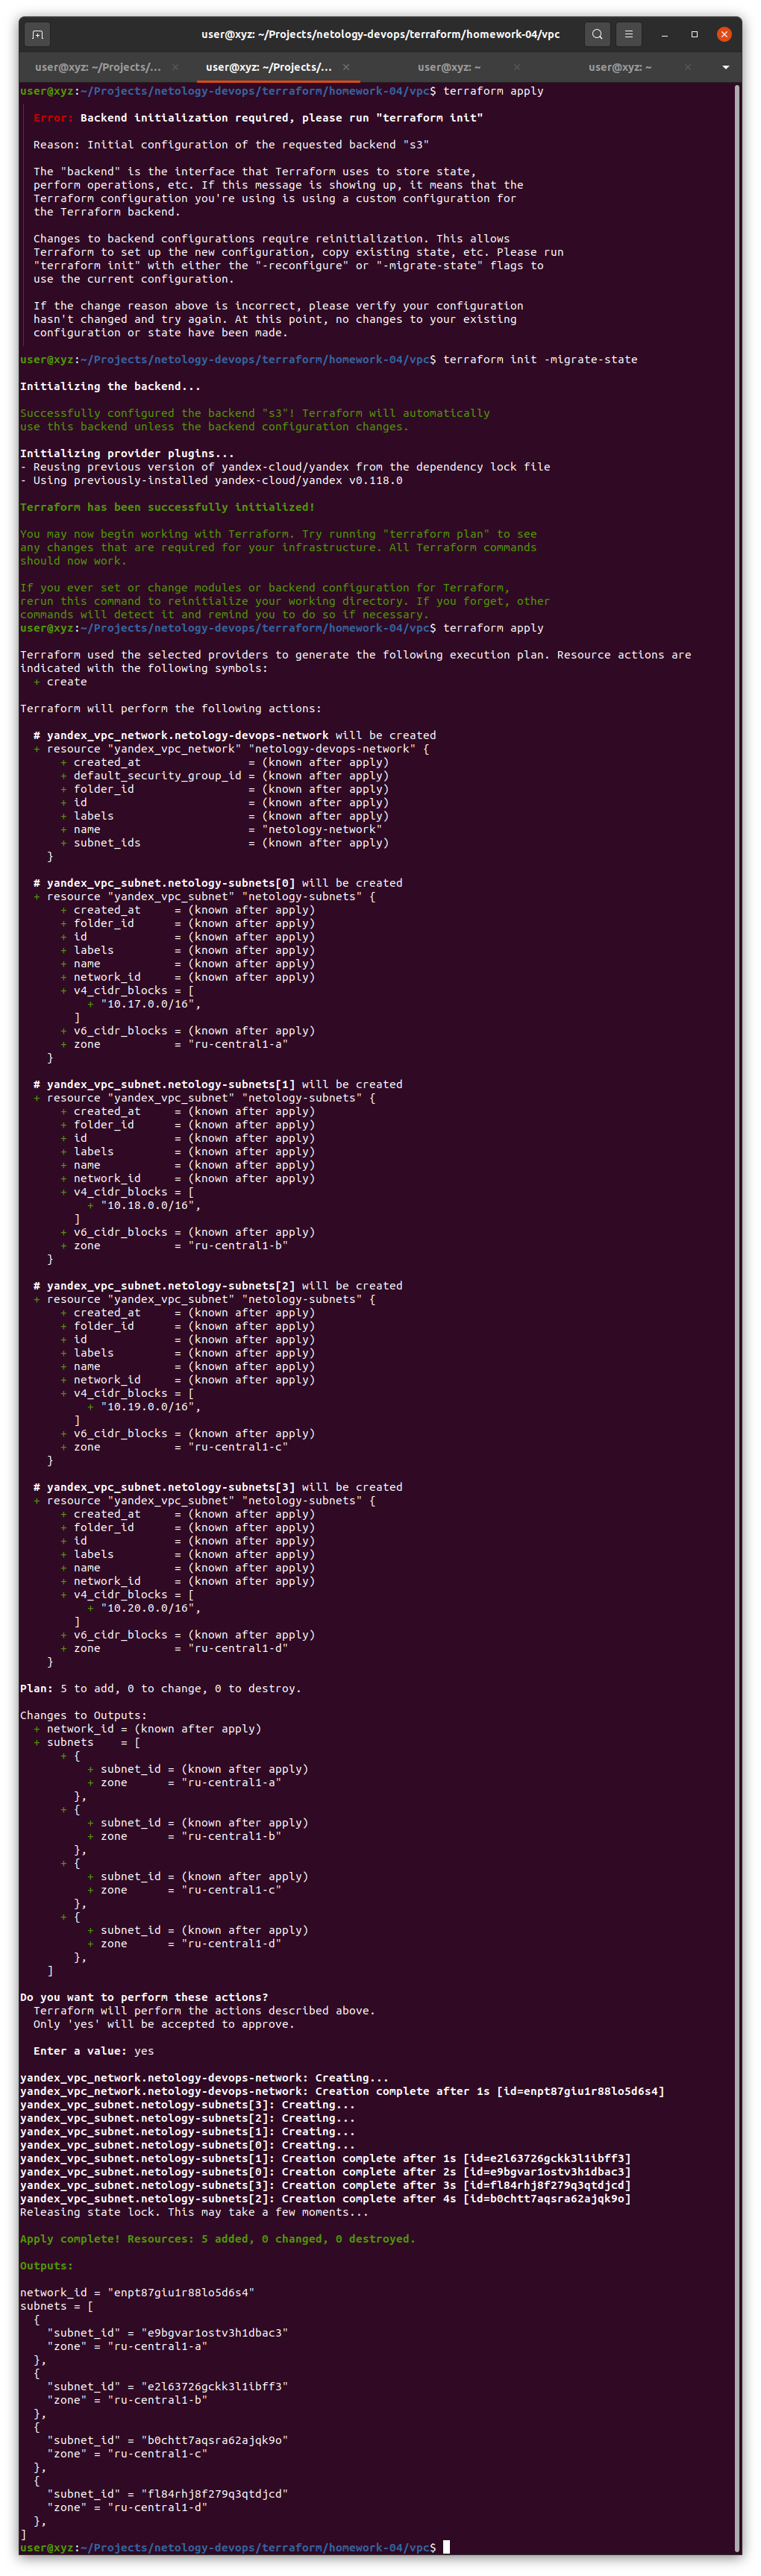 user@xyz: ~/Projects/netology-devops/terraform/homework-04/vpc
user@xyz: ~/Projects/... × user@xyz: ~/Projects/... × user@xyz: ~ × user@xyz: ~ ×
user@xyz:~/Projects/netology-devops/terraform/homework-04/vpc$ terraform apply
Error: Backend initialization required, please run "terraform init"
Reason: Initial configuration of the requested backend "s3"
The "backend" is the interface that Terraform uses to store state,
perform operations, etc. If this message is showing up, it means that the
Terraform configuration you're using is using a custom configuration for
the Terraform backend.
Changes to backend configurations require reinitialization. This allows
Terraform to set up the new configuration, copy existing state, etc. Please run
"terraform init" with either the "-reconfigure" or "-migrate-state" flags to
use the current configuration.
If the change reason above is incorrect, please verify your configuration
hasn't changed and try again. At this point, no changes to your existing
configuration or state have been made.
user@xyz:~/Projects/netology-devops/terraform/homework-04/vpc$ terraform init -migrate-state
Initializing the backend...
Successfully configured the backend "s3"! Terraform will automatically
use this backend unless the backend configuration changes.
Initializing provider plugins...
- Reusing previous version of yandex-cloud/yandex from the dependency lock file
- Using previously-installed yandex-cloud/yandex v0.118.0
Terraform has been successfully initialized!
You may now begin working with Terraform. Try running "terraform plan" to see
any changes that are required for your infrastructure. All Terraform commands
should now work.
If you ever set or change modules or backend configuration for Terraform,
rerun this command to reinitialize your working directory. If you forget, other
commands will detect it and remind you to do so if necessary.
user@xyz:~/Projects/netology-devops/terraform/homework-04/vpc$ terraform apply
Terraform used the selected providers to generate the following execution plan. Resource actions are
indicated with the following symbols:
+ create
Terraform will perform the following actions:
# yandex_vpc_network.netology-devops-network will be created
+ resource "yandex_vpc_network" "netology-devops-network" {
+ created_at = (known after apply)
+ default_security_group_id = (known after apply)
+ folder_id = (known after apply)
+ id = (known after apply)
+ labels = (known after apply)
+ name = "netology-network"
+ subnet_ids = (known after apply)
}
# yandex_vpc_subnet.netology-subnets[0] will be created
+ resource "yandex_vpc_subnet" "netology-subnets" {
+ created_at = (known after apply)
+ folder_id = (known after apply)
+ id = (known after apply)
+ labels = (known after apply)
+ name = (known after apply)
+ network_id = (known after apply)
+ v4_cidr_blocks = [
+ "10.17.0.0/16",
]
+ v6_cidr_blocks = (known after apply)
+ zone = "ru-central1-a"
}
# yandex_vpc_subnet.netology-subnets[1] will be created
+ resource "yandex_vpc_subnet" "netology-subnets" {
+ created_at = (known after apply)
+ folder_id = (known after apply)
+ id = (known after apply)
+ labels = (known after apply)
+ name = (known after apply)
+ network_id = (known after apply)
+ v4_cidr_blocks = [
+ "10.18.0.0/16",
]
+ v6_cidr_blocks = (known after apply)
+ zone = "ru-central1-b"
}
# yandex_vpc_subnet.netology-subnets[2] will be created
+ resource "yandex_vpc_subnet" "netology-subnets" {
+ created_at = (known after apply)
+ folder_id = (known after apply)
+ id = (known after apply)
+ labels = (known after apply)
+ name = (known after apply)
+ network_id = (known after apply)
+ v4_cidr_blocks = [
+ "10.19.0.0/16",
]
+ v6_cidr_blocks = (known after apply)
+ zone = "ru-central1-c"
}
# yandex_vpc_subnet.netology-subnets[3] will be created
+ resource "yandex_vpc_subnet" "netology-subnets" {
+ created_at = (known after apply)
+ folder_id = (known after apply)
+ id = (known after apply)
+ labels = (known after apply)
+ name = (known after apply)
+ network_id = (known after apply)
+ v4_cidr_blocks = [
+ "10.20.0.0/16",
]
+ v6_cidr_blocks = (known after apply)
+ zone = "ru-central1-d"
}
Plan: 5 to add, 0 to change, 0 to destroy.
Changes to Outputs:
+ network_id = (known after apply)
+ subnets = [
+ {
+ subnet_id = (known after apply)
+ zone = "ru-central1-a"
},
+ {
+ subnet_id = (known after apply)
+ zone = "ru-central1-b"
},
+ {
+ subnet_id = (known after apply)
+ zone = "ru-central1-c"
},
+ {
+ subnet_id = (known after apply)
+ zone = "ru-central1-d"
},
]
Do you want to perform these actions?
Terraform will perform the actions described above.
Only 'yes' will be accepted to approve.
Enter a value: yes
yandex_vpc_network.netology-devops-network: Creating...
yandex_vpc_network.netology-devops-network: Creation complete after 1s [id=enpt87giu1r88lo5d6s4]
yandex_vpc_subnet.netology-subnets[3]: Creating...
yandex_vpc_subnet.netology-subnets[2]: Creating...
yandex_vpc_subnet.netology-subnets[1]: Creating...
yandex_vpc_subnet.netology-subnets[0]: Creating...
yandex_vpc_subnet.netology-subnets[1]: Creation complete after 1s [id=e2l63726gckk3l1ibff3]
yandex_vpc_subnet.netology-subnets[0]: Creation complete after 2s [id=e9bgvar1ostv3h1dbac3]
yandex_vpc_subnet.netology-subnets[3]: Creation complete after 3s [id=fl84rhj8f279q3qtdjcd]
yandex_vpc_subnet.netology-subnets[2]: Creation complete after 4s [id=b0chtt7aqsra62ajqk9o]
Releasing state lock. This may take a few moments...
Apply complete! Resources: 5 added, 0 changed, 0 destroyed.
Outputs:
network_id = "enpt87giu1r88lo5d6s4"
subnets = [
{
"subnet_id" = "e9bgvar1ostv3h1dbac3"
"zone" = "ru-central1-a"
},
{
"subnet_id" = "e2l63726gckk3l1ibff3"
"zone" = "ru-central1-b"
},
{
"subnet_id" = "b0chtt7aqsra62ajqk9o"
"zone" = "ru-central1-c"
},
{
"subnet_id" = "fl84rhj8f279q3qtdjcd"
"zone" = "ru-central1-d"
},
]
user@xyz:~/Projects/netology-devops/terraform/homework-04/vpc$